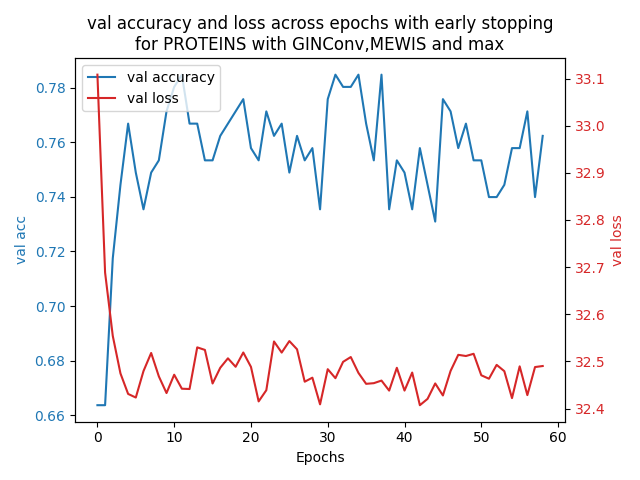 val accuracy and loss across epochs with early stopping
for PROTEINS with GINConv,MEWIS and max
val accuracy
val loss
0.78
0.76
0.74
0.72
0.70
0.68
0.66
val acc
33.1
33.0
32.9
32.8
32.7
32.6
32.5
32.4
val loss
0 10 20 30 40 50 60
Epochs